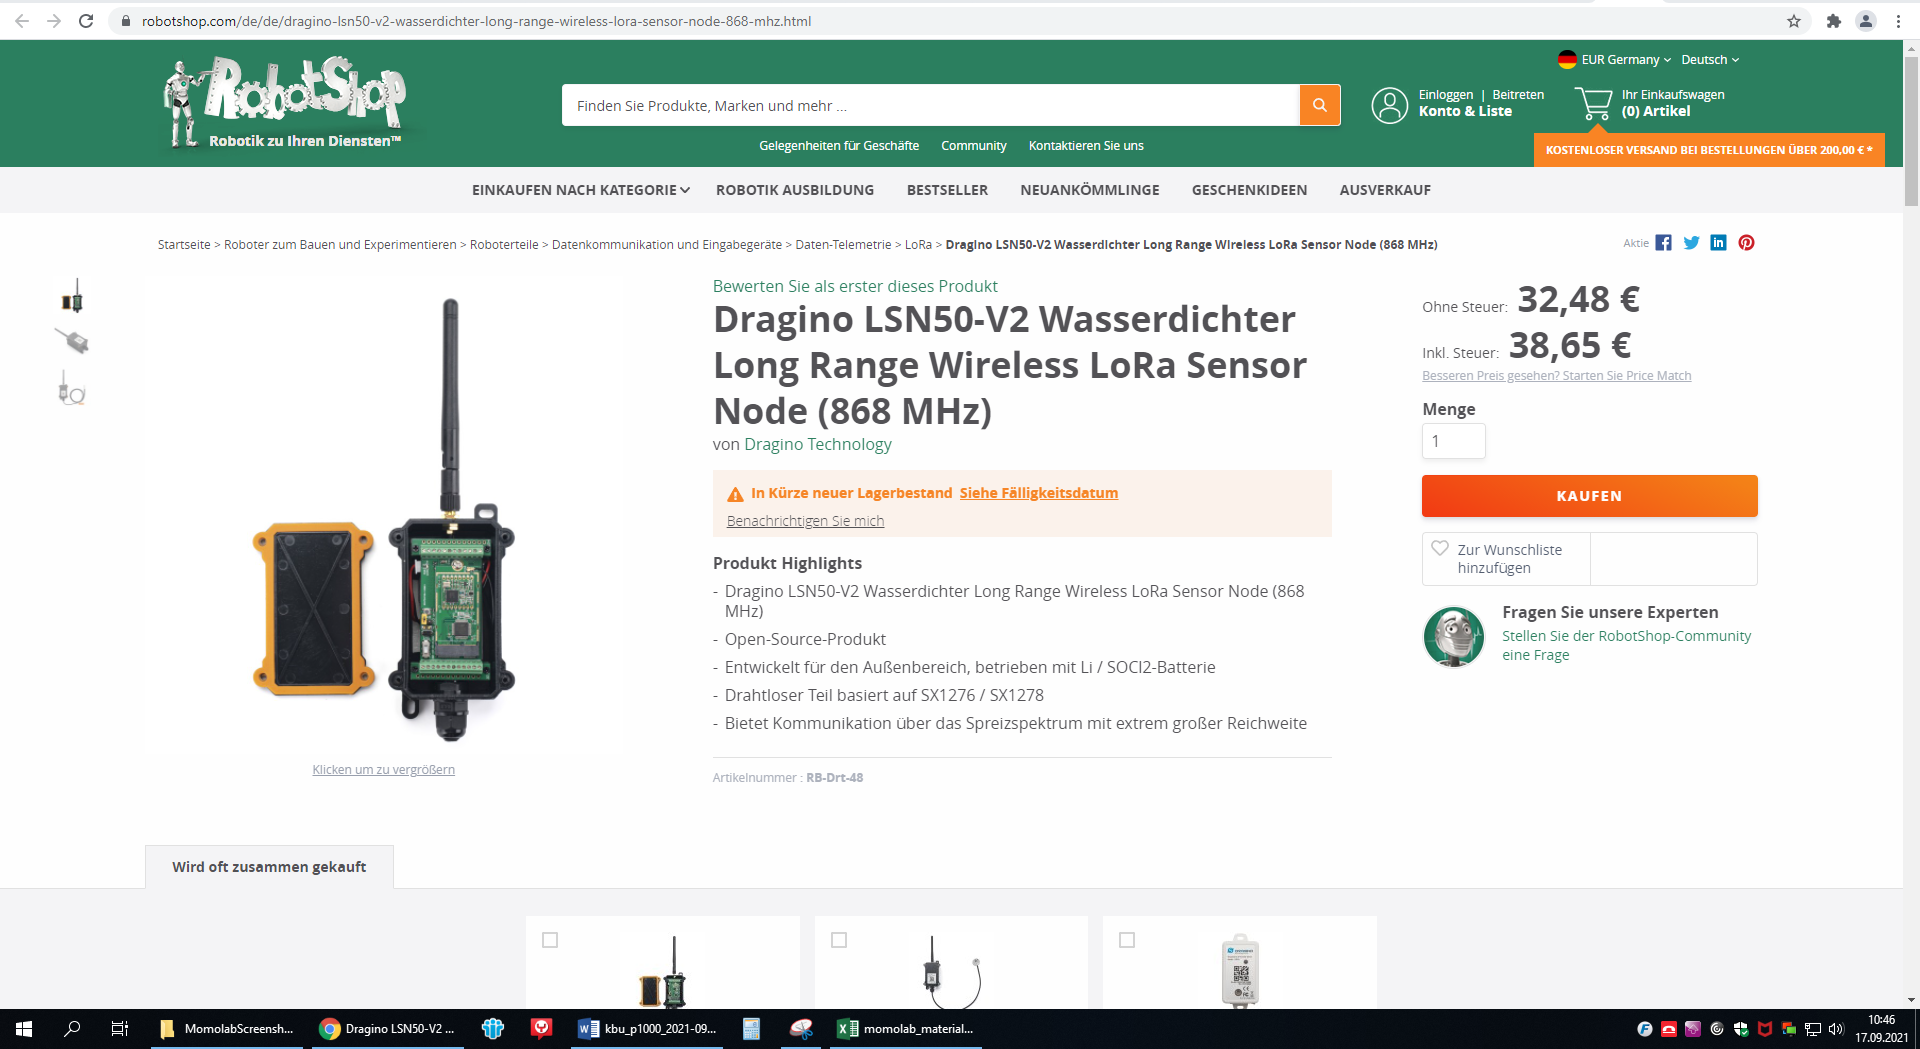 robotshop.com/de/de/dragino-lsn50-v2-wasserdichter-long-range-wireless-lora-sensor-node-868-mhz.html
EUR Germany
Deutsch
RobotShop
Robotik zu Ihren Diensten™
Finden Sie Produkte, Marken und mehr ...
Einloggen | Beitreten
Konto & Liste
Ihr Einkaufswagen
(0) Artikel
Gelegenheiten für Geschäfte
Community
Kontaktieren Sie uns
KOSTENLOSER VERSAND BEI BESTELLUNGEN ÜBER 200,00 € *
EINKAUFEN NACH KATEGORIE
ROBOTIK AUSBILDUNG
BESTSELLER
NEUANKÖMMLINGE
GESCHENKIDEEN
AUSVERKAUF
Startseite > Roboter zum Bauen und Experimentieren > Roboterteile > Datenkommunikation und Eingabegeräte > Daten-Telemetrie > LoRa > Dragino LSN50-V2 Wasserdichter Long Range Wireless LoRa Sensor Node (868 MHz)
Aktie
Bewerten Sie als erster dieses Produkt
Dragino LSN50-V2 Wasserdichter
Long Range Wireless LoRa Sensor
Node (868 MHz)
von Dragino Technology
In Kürze neuer Lagerbestand Siehe Fälligkeitsdatum
Benachrichtigen Sie mich
Produkt Highlights
- Dragino LSN50-V2 Wasserdichter Long Range Wireless LoRa Sensor Node (868
MHz)
- Open-Source-Produkt
- Entwickelt für den Außenbereich, betrieben mit Li / SOCI2-Batterie
- Drahtloser Teil basiert auf SX1276 / SX1278
- Bietet Kommunikation über das Spreizspektrum mit extrem großer Reichweite
Artikelnummer : RB-Drt-48
Klicken um zu vergrößern
Ohne Steuer: 32,48 €
Inkl. Steuer: 38,65 €
Besseren Preis gesehen? Starten Sie Price Match
Menge
1
KAUFEN
Zur Wunschliste
hinzufügen
Fragen Sie unsere Experten
Stellen Sie der RobotShop-Community
eine Frage
Wird oft zusammen gekauft
MomolabScreensh...
Dragino LSN50-V2 ...
kbu_p1000_2021-09...
momolab_material...
10:46
17.09.2021